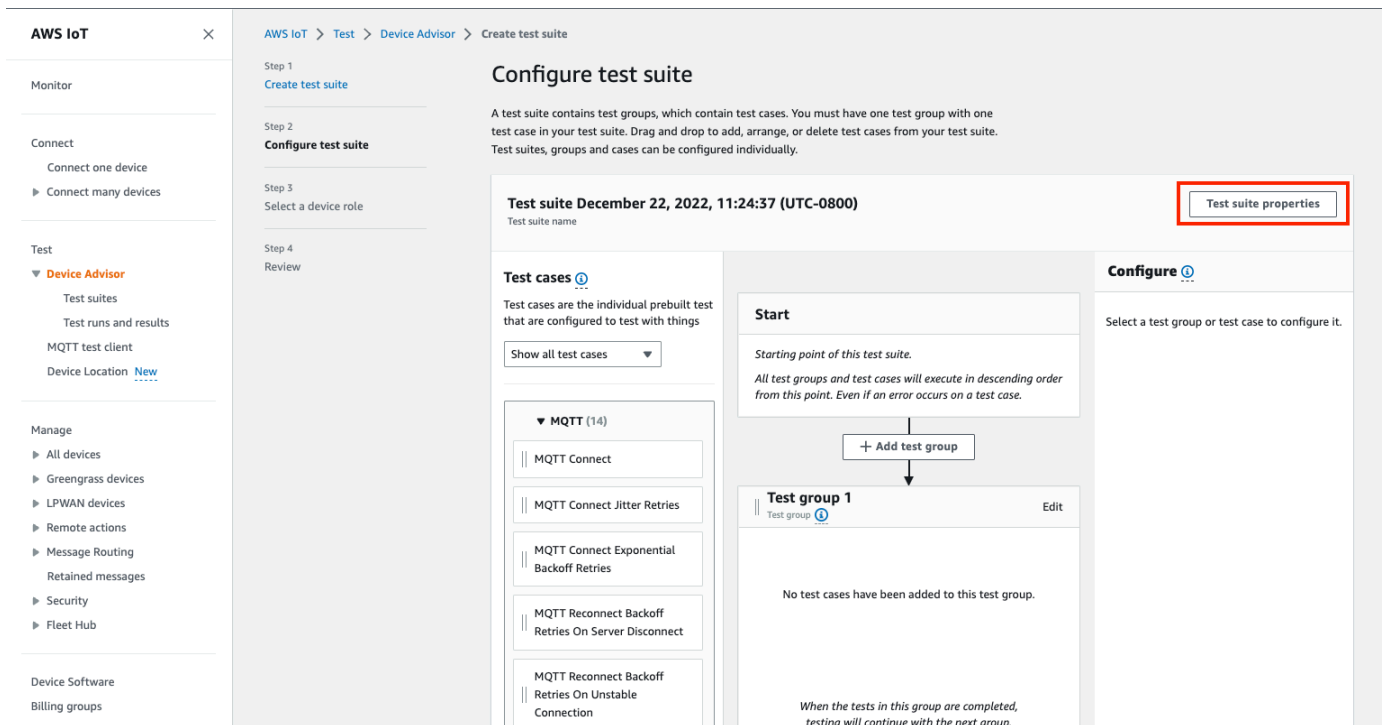 AWS IoT
Monitor
Connect
Connect one device
Connect many devices
Test
Device Advisor
Test suites
Test runs and results
MQTT test client
Device Location New
Manage
All devices
Greengrass devices
LPWAN devices
Remote actions
Message Routing
Retained messages
Security
Fleet Hub
Device Software
Billing groups
AWS IoT > Test > Device Advisor > Create test suite
Step 1
Create test suite
Step 2
Configure test suite
Step 3
Select a device role
Step 4
Review
Configure test suite
A test suite contains test groups, which contain test cases. You must have one test group with one
test case in your test suite. Drag and drop to add, arrange, or delete test cases from your test suite.
Test suites, groups and cases can be configured individually.
Test suite December 22, 2022, 11:24:37 (UTC-0800)
Test suite name
Test suite properties
Test cases
Test cases are the individual prebuilt test
that are configured to test with things
Show all test cases
MQTT (14)
MQTT Connect
MQTT Connect Jitter Retries
MQTT Connect Exponential
Backoff Retries
MQTT Reconnect Backoff
Retries On Server Disconnect
MQTT Reconnect Backoff
Retries On Unstable
Connection
Start
Starting point of this test suite.
All test groups and test cases will execute in descending order
from this point. Even if an error occurs on a test case.
+ Add test group
Test group 1
Test group
Edit
No test cases have been added to this test group.
When the tests in this group are completed,
testing will continue with the next group.
Configure
Select a test group or test case to configure it.